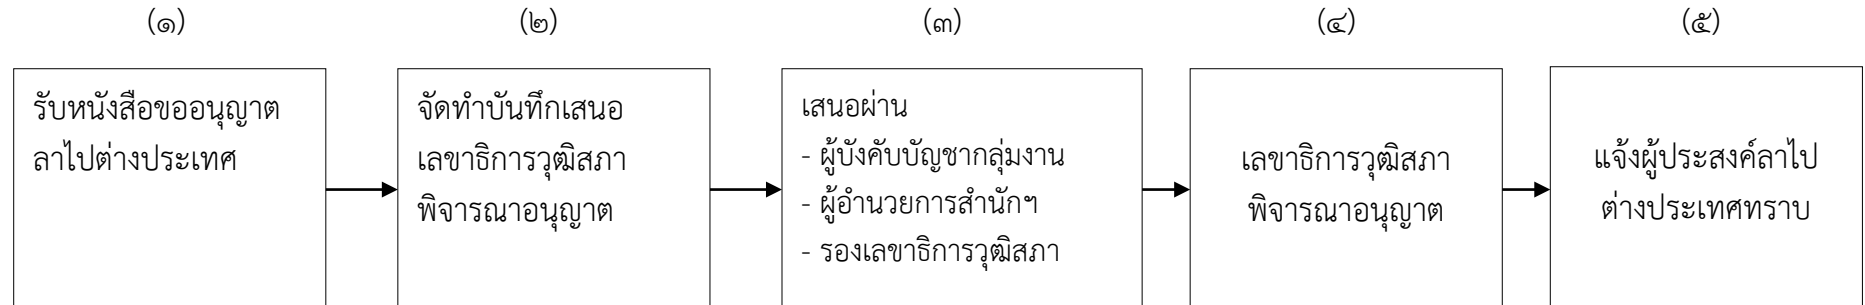 (๑) (๒) (๓) (๔) (๕)
รับหนังสือขออนุญาต
ลาไปต่างประเทศ
จัดทำบันทึกเสนอ
เลขาธิการวุฒิสภา
พิจารณาอนุญาต
เสนอผ่าน
- ผู้บังคับบัญชากลุ่มงาน
- ผู้อำนวยการสำนักฯ
- รองเลขาธิการวุฒิสภา
เลขาธิการวุฒิสภา
พิจารณาอนุญาต
แจ้งผู้ประสงค์ลาไป
ต่างประเทศทราบ